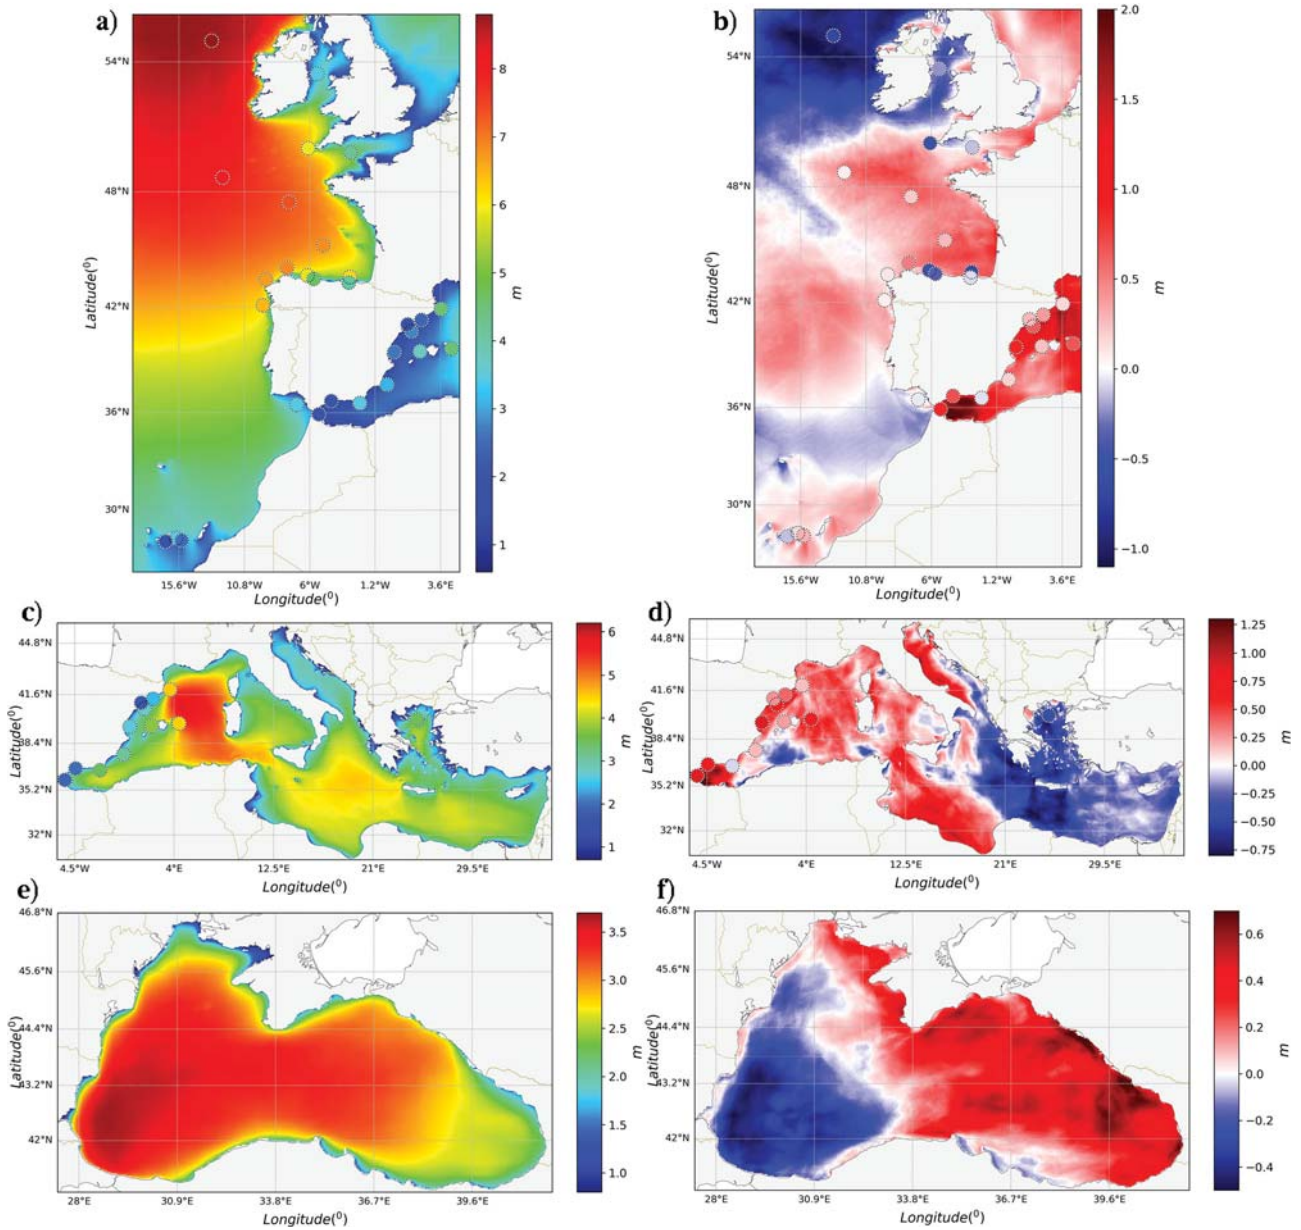 a)
54°N
48°N
42°N
36°N
30°N
Latitude(⁰)
15.6°W 10.8°W 6°W 1.2°W 3.6°E
Longitude(⁰)
8
7
6
5
4
3
2
1
m
b)
54°N
48°N
42°N
36°N
30°N
Latitude(⁰)
15.6°W 10.8°W 6°W 1.2°W 3.6°E
Longitude(⁰)
2.0
1.5
1.0
0.5
0.0
−0.5
−1.0
m
c)
44.8°N
41.6°N
38.4°N
35.2°N
32°N
Latitude(⁰)
4.5°W 4°E 12.5°E 21°E 29.5°E
Longitude(⁰)
6
5
4
3
2
1
m
d)
44.8°N
41.6°N
38.4°N
35.2°N
32°N
Latitude(⁰)
4.5°W 4°E 12.5°E 21°E 29.5°E
Longitude(⁰)
1.25
1.00
0.75
0.50
0.25
0.00
−0.25
−0.50
−0.75
m
e)
46.8°N
45.6°N
44.4°N
43.2°N
42°N
Latitude(⁰)
28°E 30.9°E 33.8°E 36.7°E 39.6°E
Longitude(⁰)
3.5
3.0
2.5
2.0
1.5
1.0
m
f)
46.8°N
45.6°N
44.4°N
43.2°N
42°N
Latitude(⁰)
28°E 30.9°E 33.8°E 36.7°E 39.6°E
Longitude(⁰)
0.6
0.4
0.2
0.0
−0.2
−0.4
m